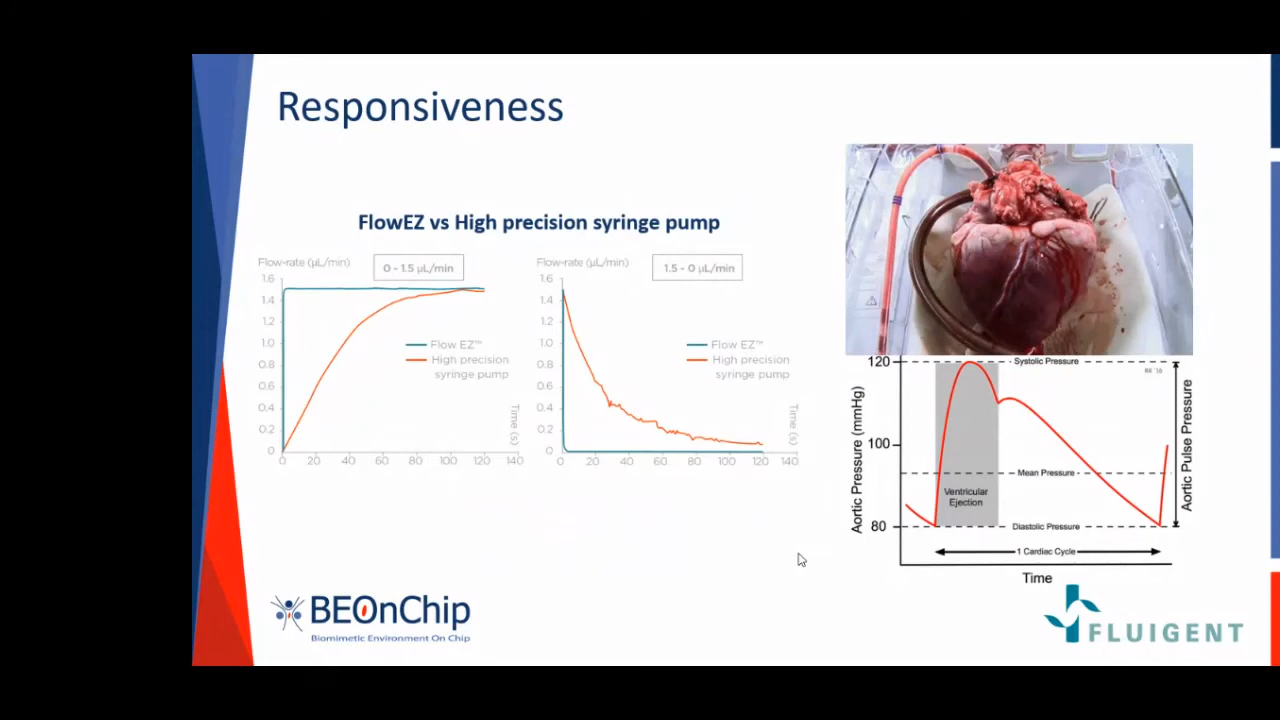 Responsiveness
FlowEZ vs High precision syringe pump
Flow-rate (µL/min)
0 - 1.5 µL/min
1.6
1.4
1.2
1.0
0.8
0.6
0.4
0.2
0
0 20 40 60 80 100 120 140
Flow EZ™
High precision
syringe pump
Time (s)
Flow-rate (µL/min)
1.5 - 0 µL/min
1.6
1.4
1.2
1.0
0.8
0.6
0.4
0.2
0
0 20 40 60 80 100 120 140
Flow EZ™
High precision
syringe pump
Time (s)
120
100
80
Aortic Pressure (mmHg)
Systolic Pressure
RK '16
Mean Pressure
Ventricular
Ejection
Diastolic Pressure
1 Cardiac Cycle
Time
Aortic Pulse Pressure
BEOnChip
Biomimetic Environment On Chip
FLUIGENT